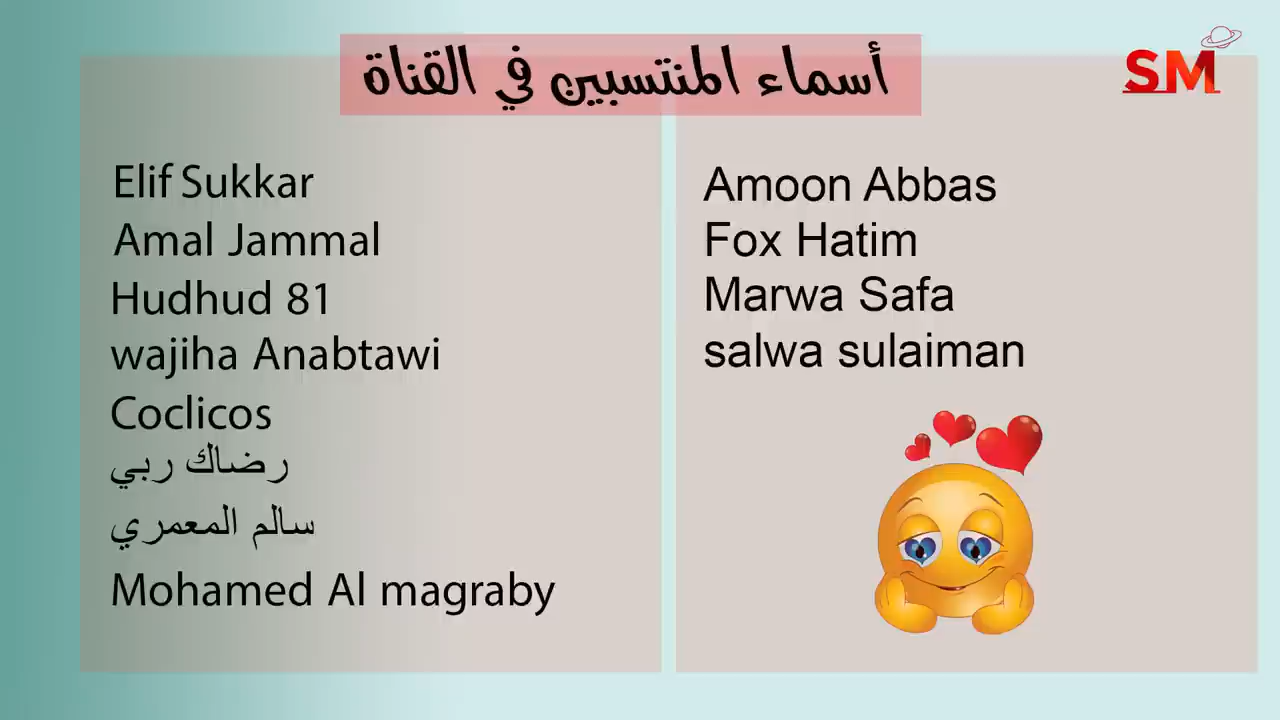 أسماء المنتسبين في القناة
SM
Elif Sukkar
Amal Jammal
Hudhud 81
wajiha Anabtawi
Coclicos
رضاك ربي
سالم المعمري
Mohamed Al magraby
Amoon Abbas
Fox Hatim
Marwa Safa
salwa sulaiman